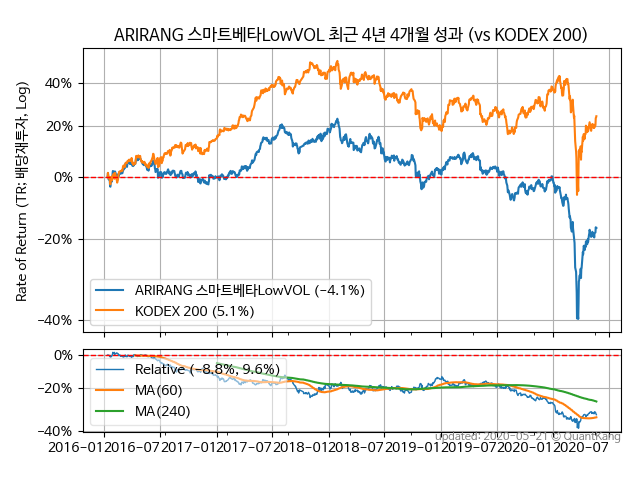 ARIRANG 스마트베타LowVOL 최근 4년 4개월 성과 (vs KODEX 200)
Rate of Return (TR: 배당재투자, Log)
40%
20%
0%
−20%
−40%
ARIRANG 스마트베타LowVOL (−4.1%)
KODEX 200 (5.1%)
0%
−20%
−40%
Relative (−8.8%, 9.6%)
MA(60)
MA(240)
2016-01 2016-07 2017-01 2017-07 2018-01 2018-07 2019-01 2019-07 2020-01 2020-07
updated: 2020-05-21 © QuantKang